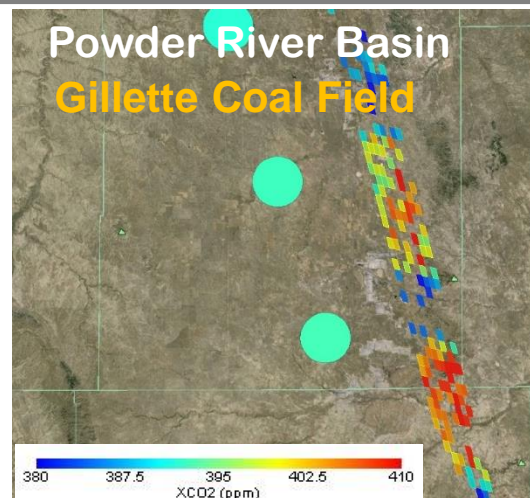 Powder River Basin
Gillette Coal Field
380 387.5 395 402.5 410
XCO2 (ppm)